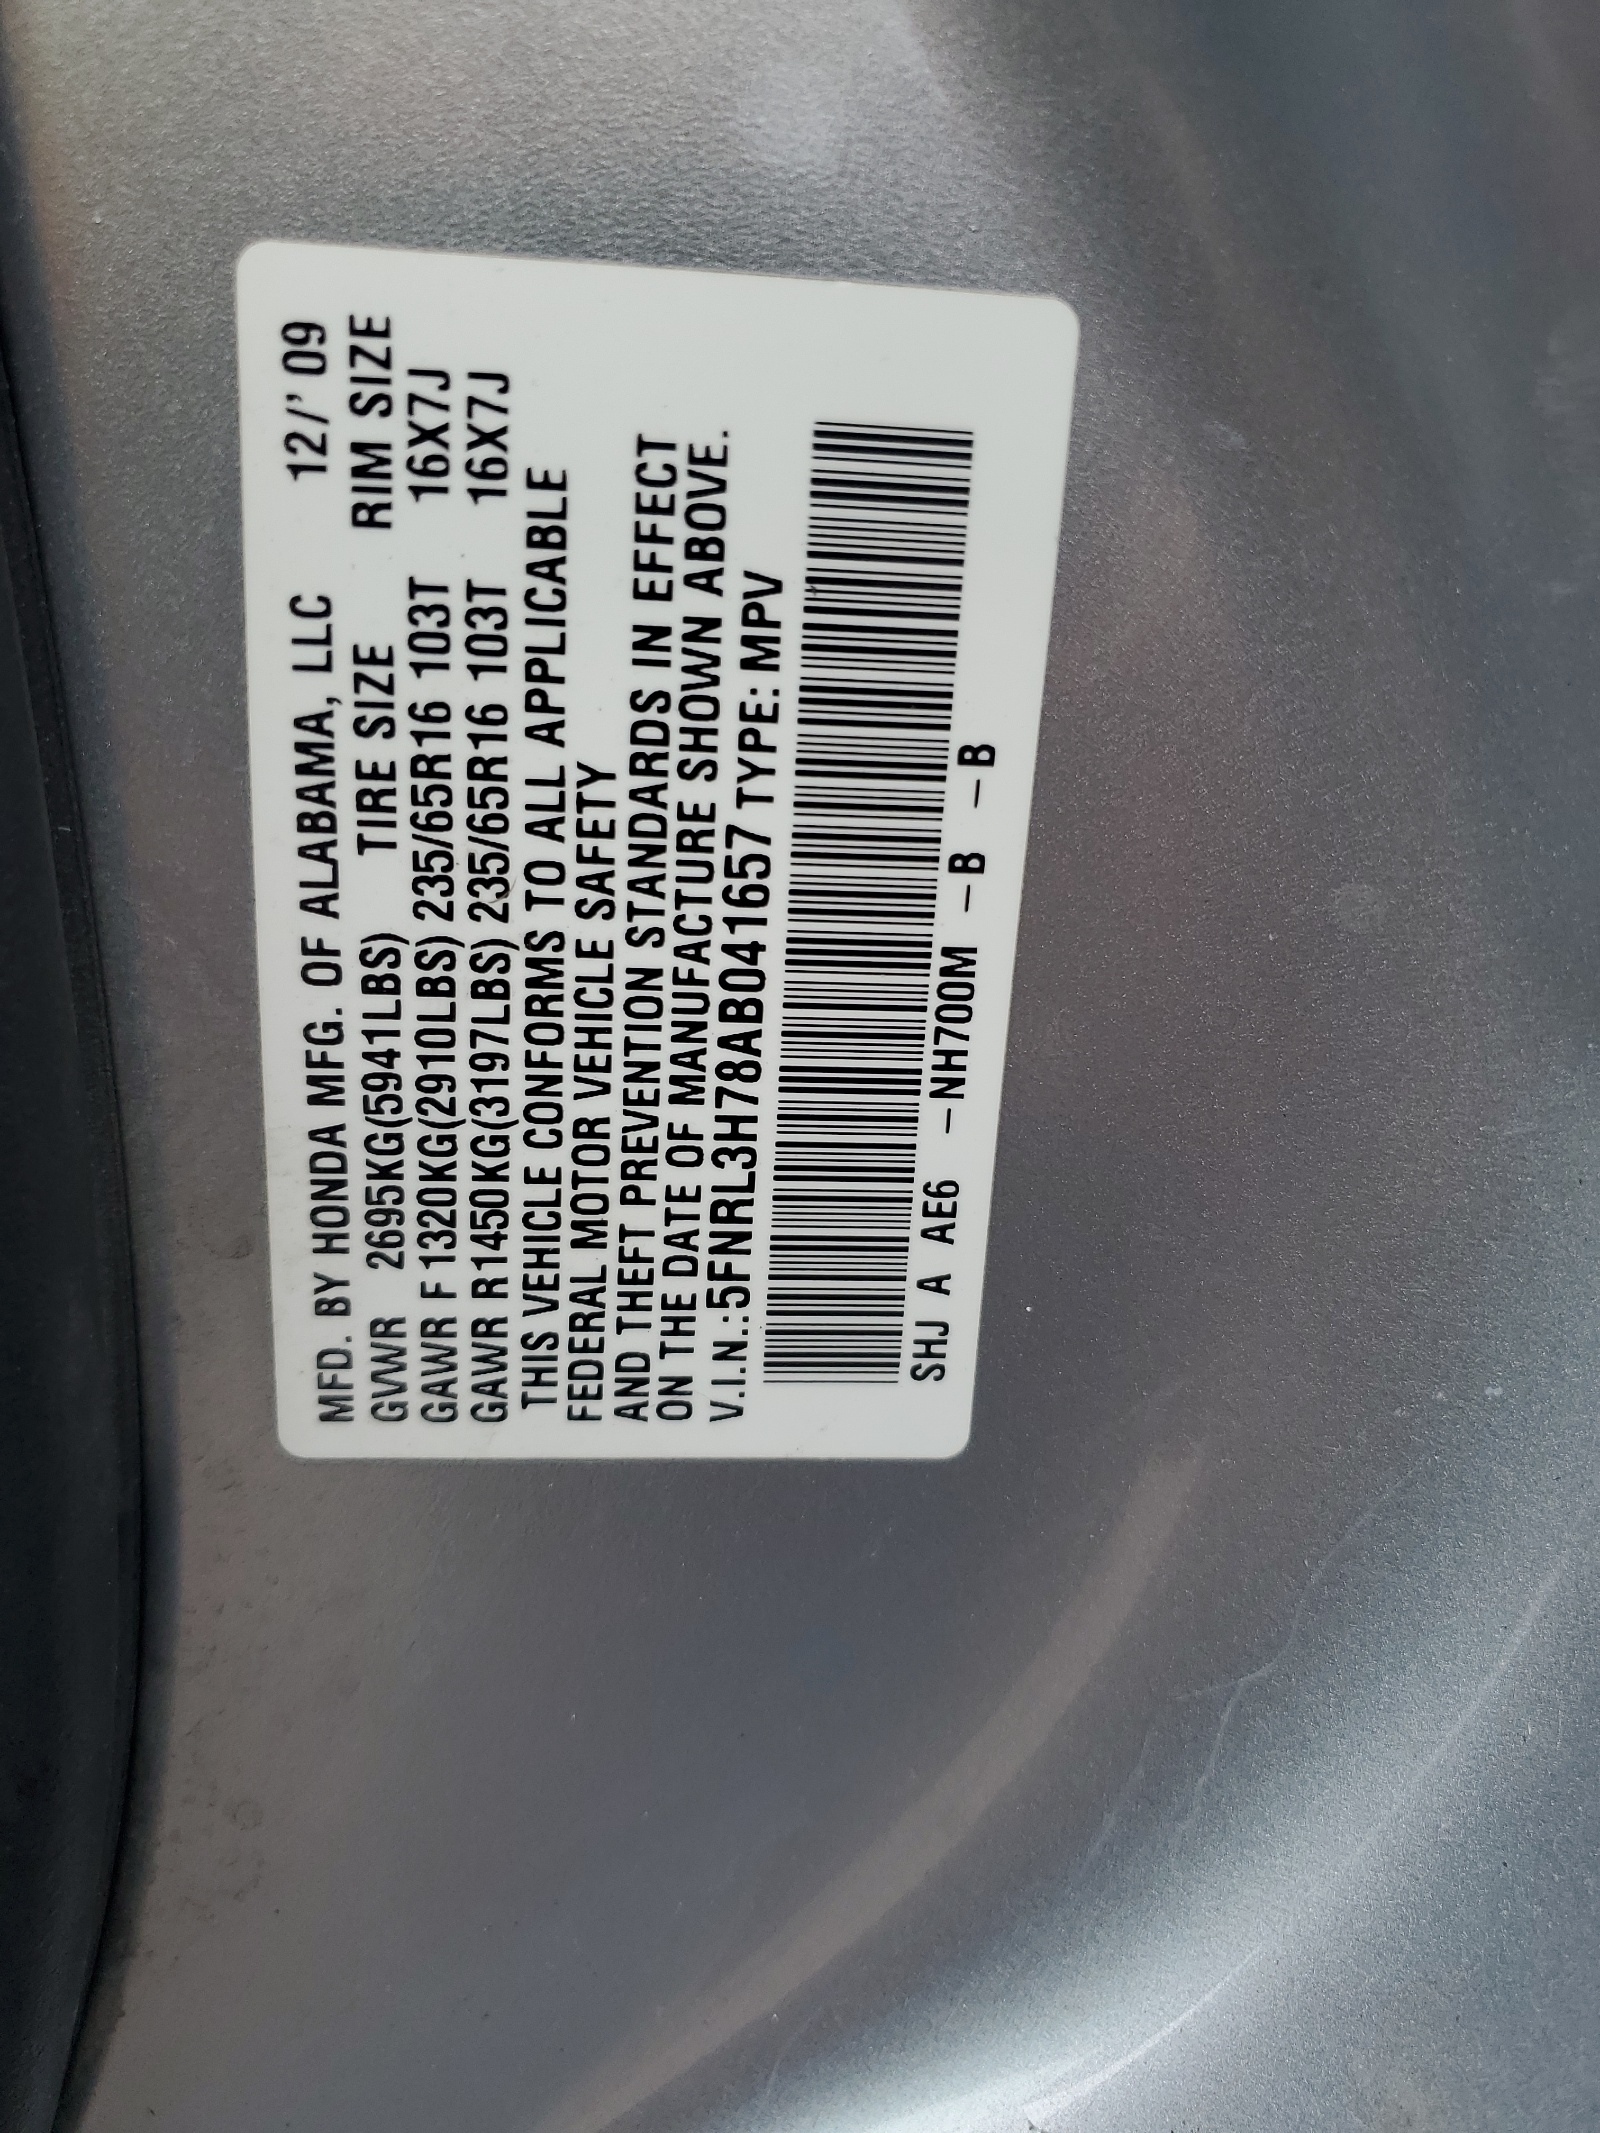 MFD. BY HONDA MFG. OF ALABAMA, LLC 12/'09
GVWR 2695KG(5941LBS) TIRE SIZE RIM SIZE
GAWR F 1320KG(2910LBS) 235/65R16 103T 16X7J
GAWR R1450KG(3197LBS) 235/65R16 103T 16X7J
THIS VEHICLE CONFORMS TO ALL APPLICABLE
FEDERAL MOTOR VEHICLE SAFETY
AND THEFT PREVENTION STANDARDS IN EFFECT
ON THE DATE OF MANUFACTURE SHOWN ABOVE.
V.I.N.:5FNRL3H78AB041657 TYPE: MPV
SHJ A AE6 -NH700M -B -B